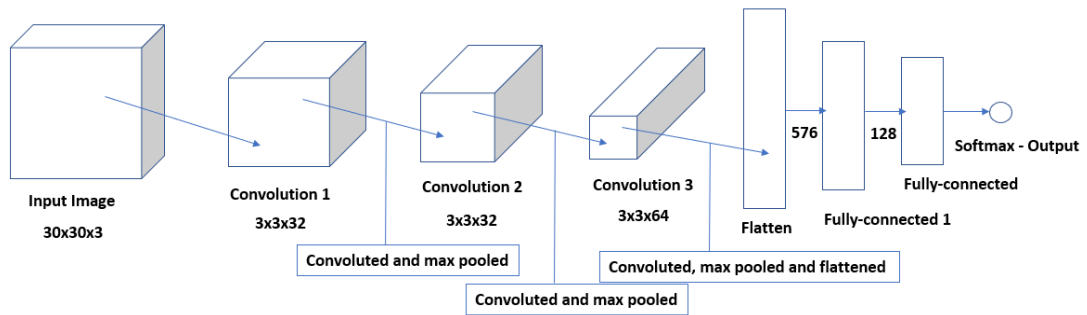 Input Image
30x30x3
Convolution 1
3x3x32
Convolution 2
3x3x32
Convolution 3
3x3x64
Flatten
576
Fully-connected 1
128
Fully-connected
Softmax - Output
Convoluted and max pooled
Convoluted and max pooled
Convoluted, max pooled and flattened